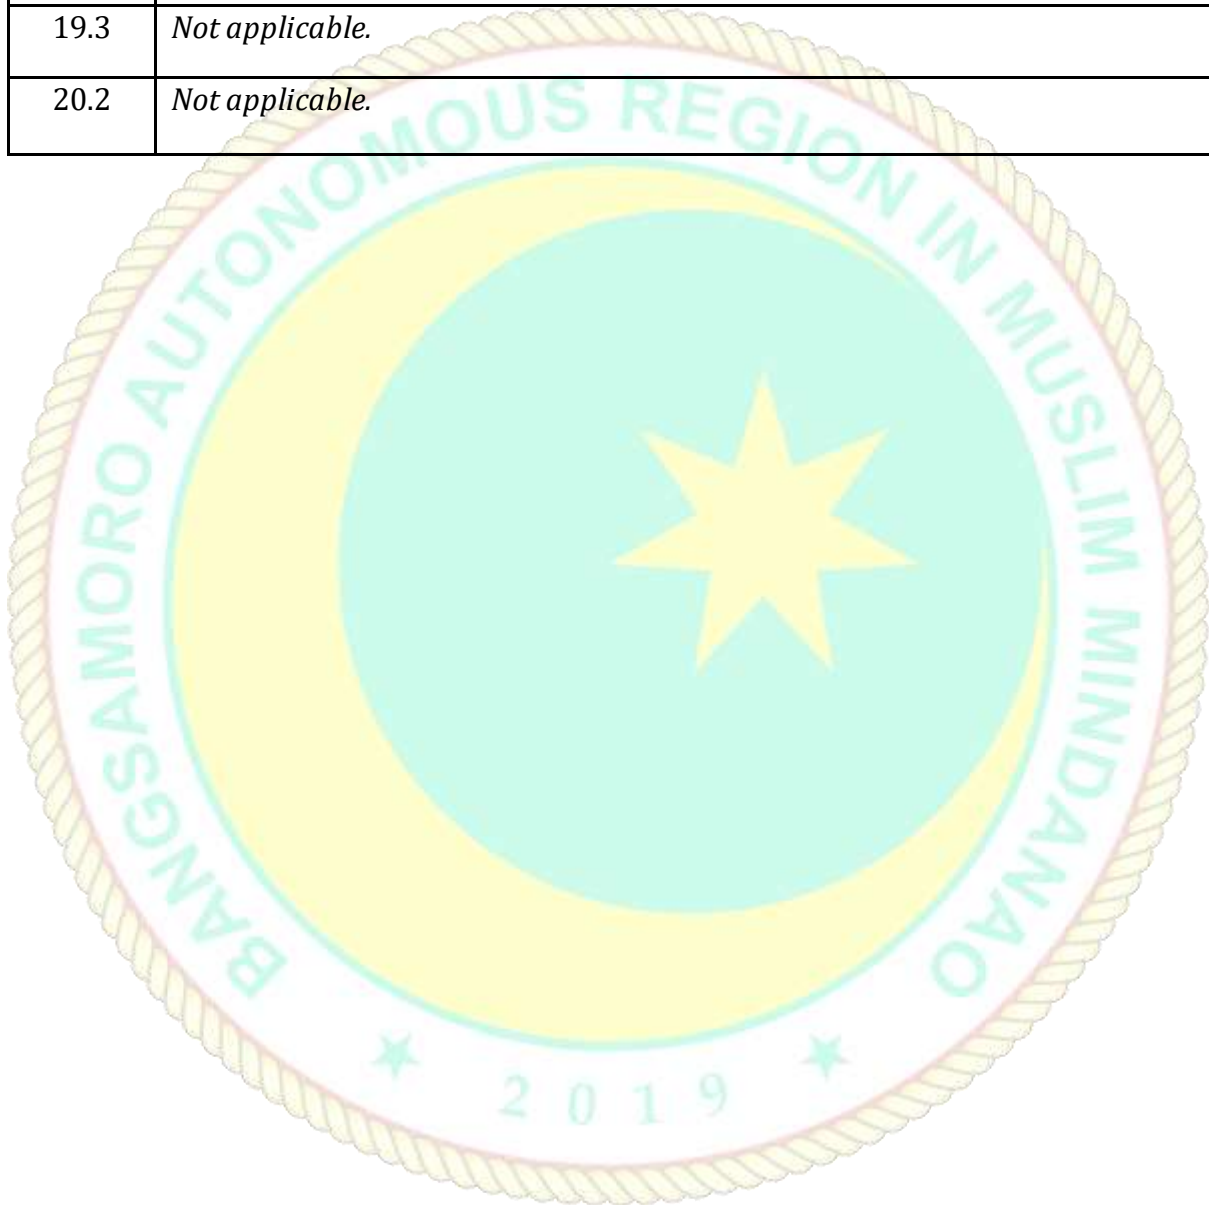 19.3 Not applicable.
20.2 Not applicable.
BANGSAMORO AUTONOMOUS REGION IN MUSLIM MINDANAO
2019